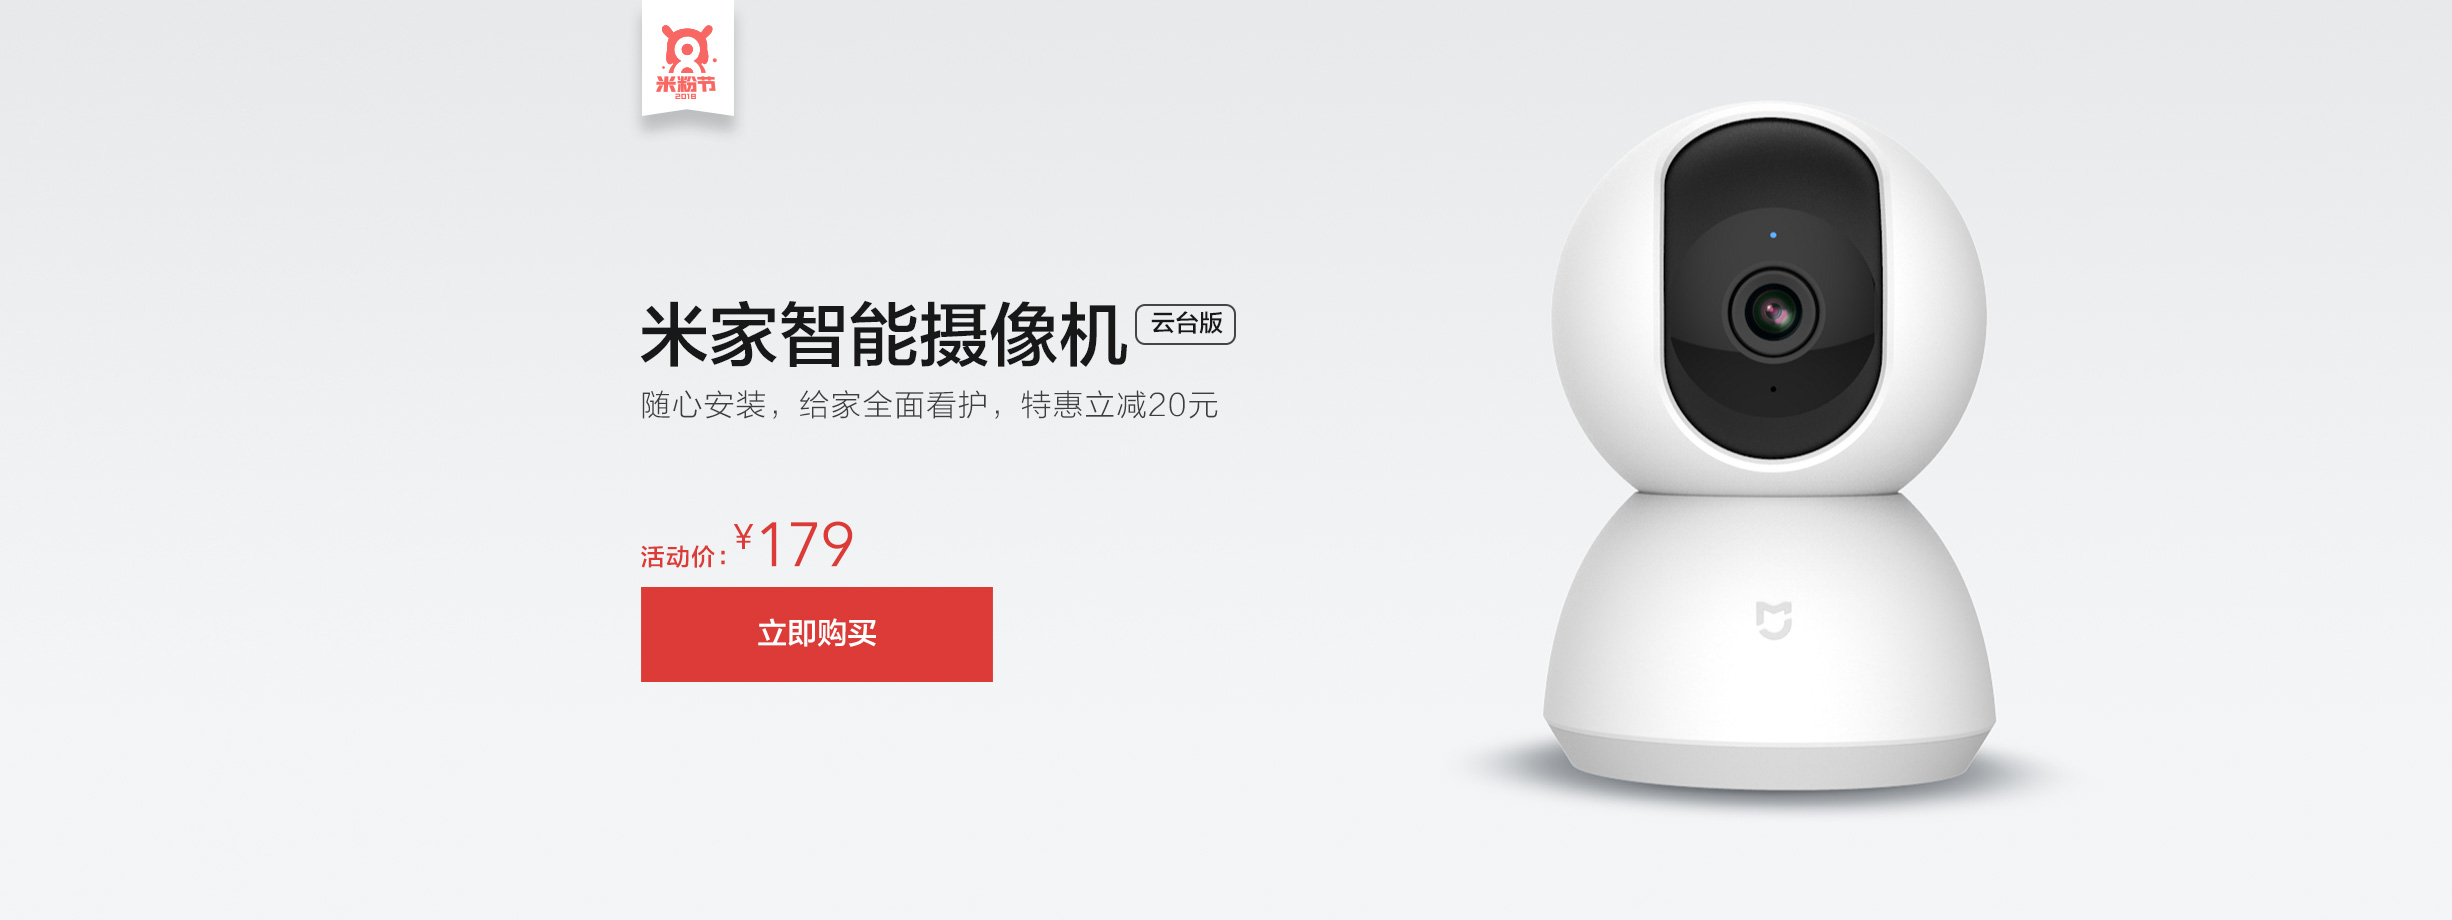 米粉节
2018
米家智能摄像机 云台版
随心安装，给家全面看护，特惠立减20元
活动价：¥179
立即购买